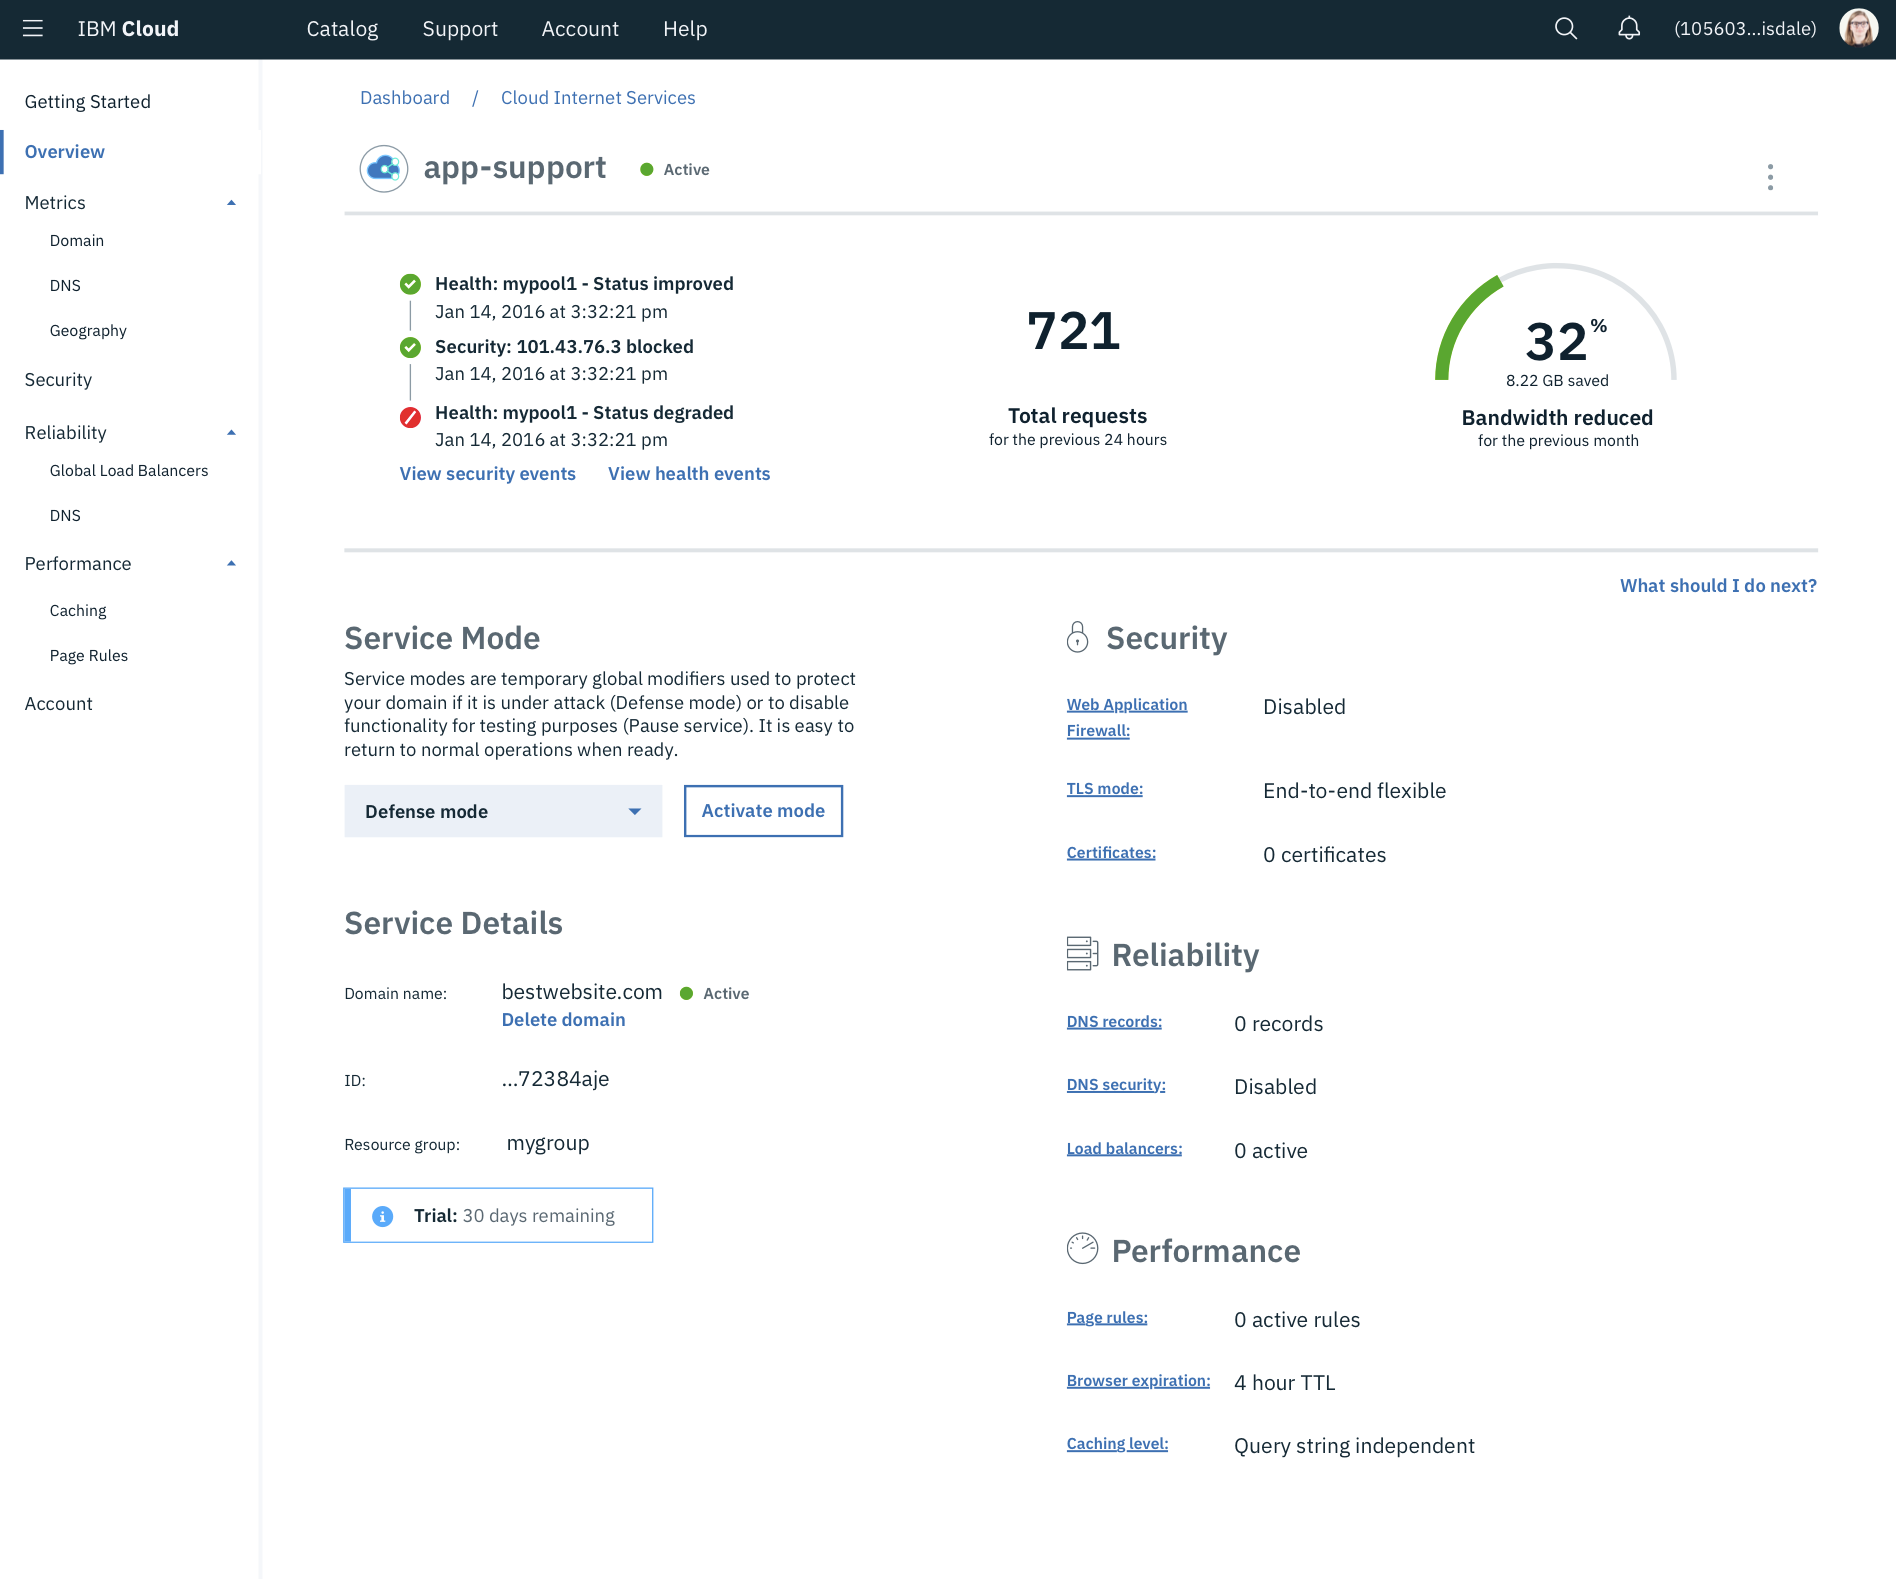 IBM Cloud
Catalog
Support
Account
Help
(105603...isdale)
Getting Started
Overview
Metrics
Domain
DNS
Geography
Security
Reliability
Global Load Balancers
DNS
Performance
Caching
Page Rules
Account
Dashboard / Cloud Internet Services
app-support
Active
Health: mypool1 - Status improved
Jan 14, 2016 at 3:32:21 pm
Security: 101.43.76.3 blocked
Jan 14, 2016 at 3:32:21 pm
Health: mypool1 - Status degraded
Jan 14, 2016 at 3:32:21 pm
View security events
View health events
721
Total requests
for the previous 24 hours
32%
8.22 GB saved
Bandwidth reduced
for the previous month
What should I do next?
Service Mode
Service modes are temporary global modifiers used to protect
your domain if it is under attack (Defense mode) or to disable
functionality for testing purposes (Pause service). It is easy to
return to normal operations when ready.
Defense mode
Activate mode
Service Details
Domain name:
bestwebsite.com
Active
Delete domain
ID:
...72384aje
Resource group:
mygroup
Trial: 30 days remaining
Security
Web Application
Firewall:
Disabled
TLS mode:
End-to-end flexible
Certificates:
0 certificates
Reliability
DNS records:
0 records
DNS security:
Disabled
Load balancers:
0 active
Performance
Page rules:
0 active rules
Browser expiration:
4 hour TTL
Caching level:
Query string independent